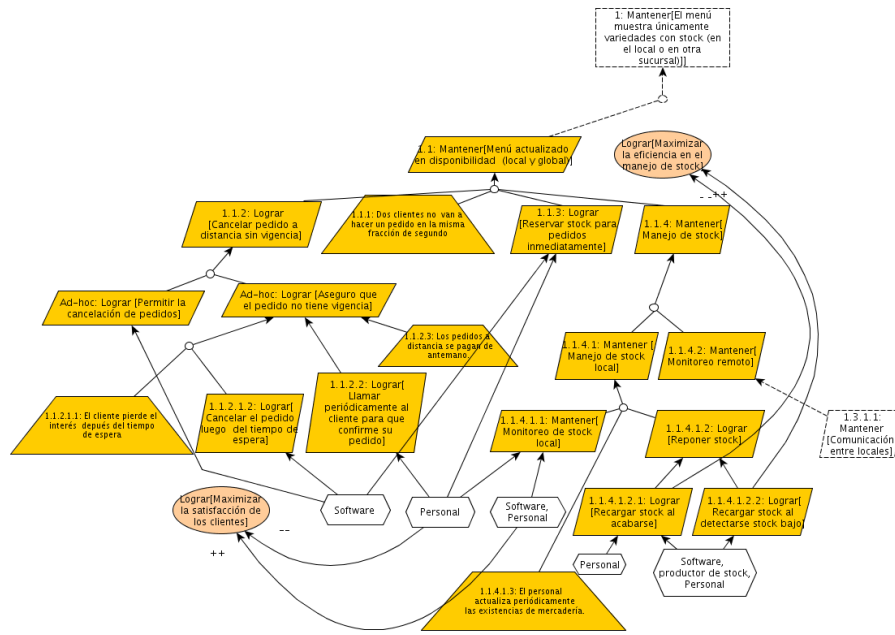 1: Mantener[El menú
muestra únicamente
variedades con stock (en
el local o en otra
sucursal)]]
1.1: Mantener[Menú actualizado
en disponibilidad (local y global)]
Lograr[Maximizar
la eficiencia en el
manejo de stock]
--++
1.1.2: Lograr
[Cancelar pedido a
distancia sin vigencia]
1.1.1: Dos clientes no van a
hacer un pedido en la misma
fracción de segundo
1.1.3: Lograr
[Reservar stock para
pedidos
inmediatamente]
1.1.4: Mantener[
Manejo de stock]
Ad-hoc: Lograr [Permitir la
cancelación de pedidos]
Ad-hoc: Lograr [Aseguro que
el pedido no tiene vigencia]
1.1.2.3: Los pedidos a
distancia se pagan de
antemano.
1.1.4.1: Mantener [
Manejo de stock
local]
1.1.4.2: Mantener[
Monitoreo remoto]
1.1.2.1.1: El cliente pierde el
interés depués del tiempo
de espera
1.1.2.1.2: Lograr[
Cancelar el pedido
luego del tiempo de
espera]
1.1.2.2: Lograr[
Llamar
periódicamente al
cliente para que
confirme su
pedido]
1.1.4.1.1: Mantener[
Monitoreo de stock
local]
1.1.4.1.2: Lograr
[Reponer stock]
1.3.1.1:
Mantener
[Comunicación
entre locales]
Lograr[Maximizar
la satisfacción de
los clientes]
Software
Personal
Software,
Personal
1.1.4.1.2.1: Lograr
[Recargar stock al
acabarse]
1.1.4.1.2.2: Lograr[
Recargar stock al
detectarse stock bajo]
--
++
Personal
Software,
productor de stock,
Personal
1.1.4.1.3: El personal
actualiza periódicamente
las existencias de mercadería.